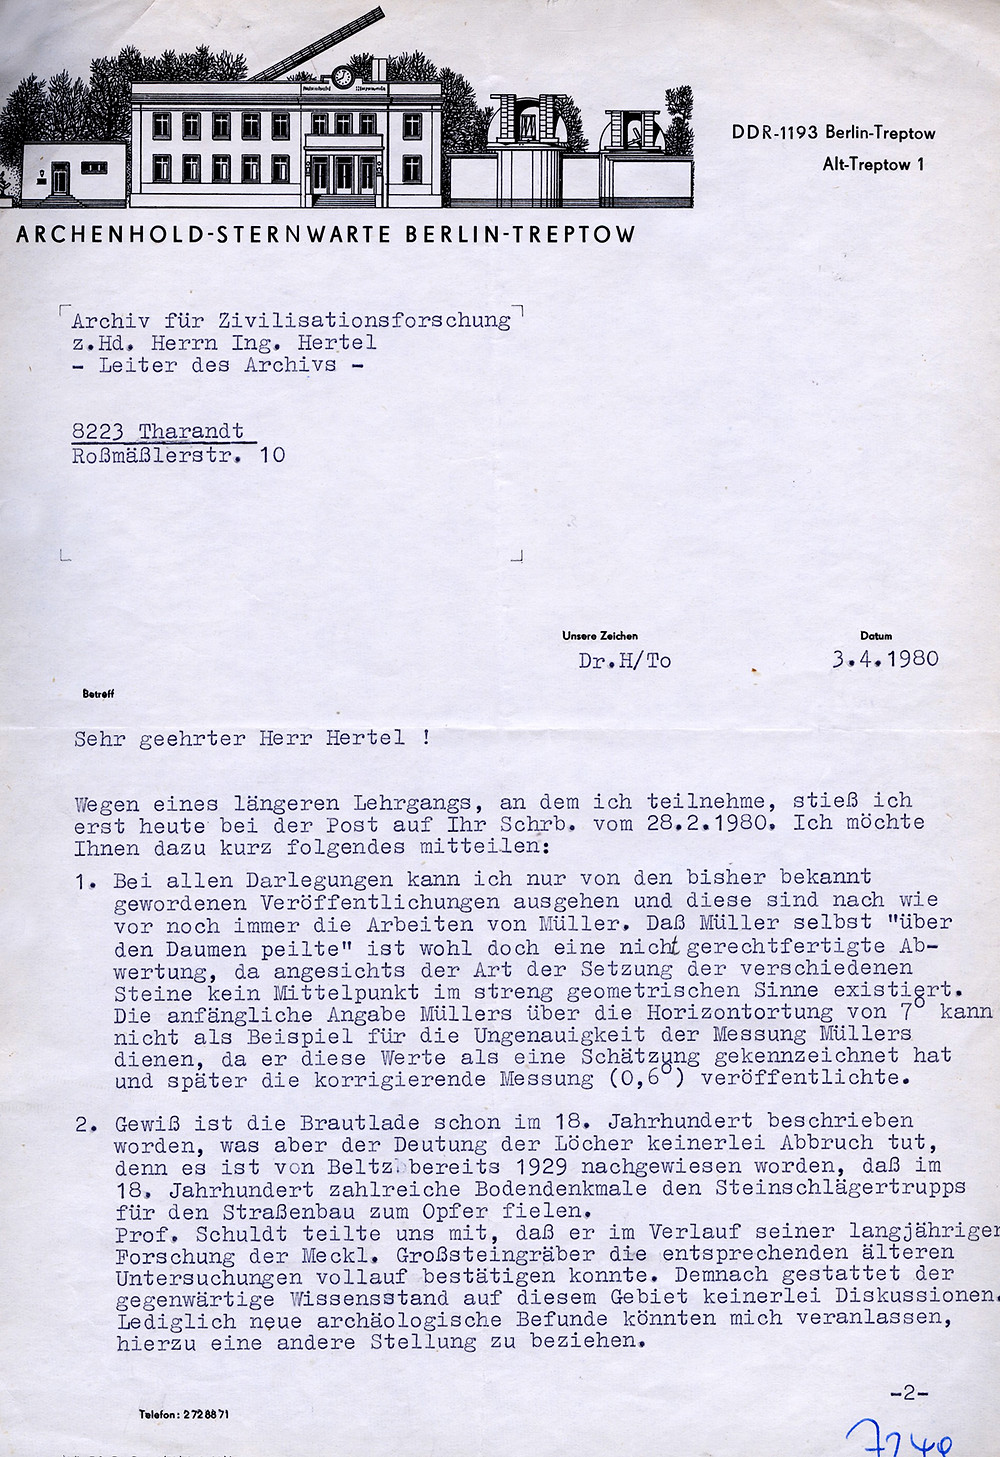 DDR-1193 Berlin-Treptow
Alt-Treptow 1
ARCHENHOLD-STERNWARTE BERLIN-TREPTOW
Archiv für Zivilisationsforschung
z.Hd. Herrn Ing. Hertel
- Leiter des Archivs -
8223 Tharandt
Roßmäßlerstr. 10
Unsere Zeichen
Datum
Dr.H/To
3.4.1980
Betreff
Sehr geehrter Herr Hertel !
Wegen eines längeren Lehrgangs, an dem ich teilnehme, stieß ich
erst heute bei der Post auf Ihr Schrb. vom 28.2.1980. Ich möchte
Ihnen dazu kurz folgendes mitteilen:
1. Bei allen Darlegungen kann ich nur von den bisher bekannt
gewordenen Veröffentlichungen ausgehen und diese sind nach wie
vor noch immer die Arbeiten von Müller. Daß Müller selbst "über
den Daumen peilte" ist wohl doch eine nicht gerechtfertigte Ab-
wertung, da angesichts der Art der Setzung der verschiedenen
Steine kein Mittelpunkt im streng geometrischen Sinne existiert.
Die anfängliche Angabe Müllers über die Horizontortung von 7° kann
nicht als Beispiel für die Ungenauigkeit der Messung Müllers
dienen, da er diese Werte als eine Schätzung gekennzeichnet hat
und später die korrigierende Messung (0,6°) veröffentlichte.
2. Gewiß ist die Brautlade schon im 18. Jahrhundert beschrieben
worden, was aber der Deutung der Löcher keinerlei Abbruch tut,
denn es ist von Beltz bereits 1929 nachgewiesen worden, daß im
18. Jahrhundert zahlreiche Bodendenkmale den Steinschlägertrupps
für den Straßenbau zum Opfer fielen.
Prof. Schuldt teilte uns mit, daß er im Verlauf seiner langjähriger
Forschung der Meckl. Großsteingräber die entsprechenden älteren
Untersuchungen vollauf bestätigen konnte. Demnach gestattet der
gegenwärtige Wissensstand auf diesem Gebiet keinerlei Diskussionen.
Lediglich neue archäologische Befunde könnten mich veranlassen,
hierzu eine andere Stellung zu beziehen.
-2-
Telefon: 2728871